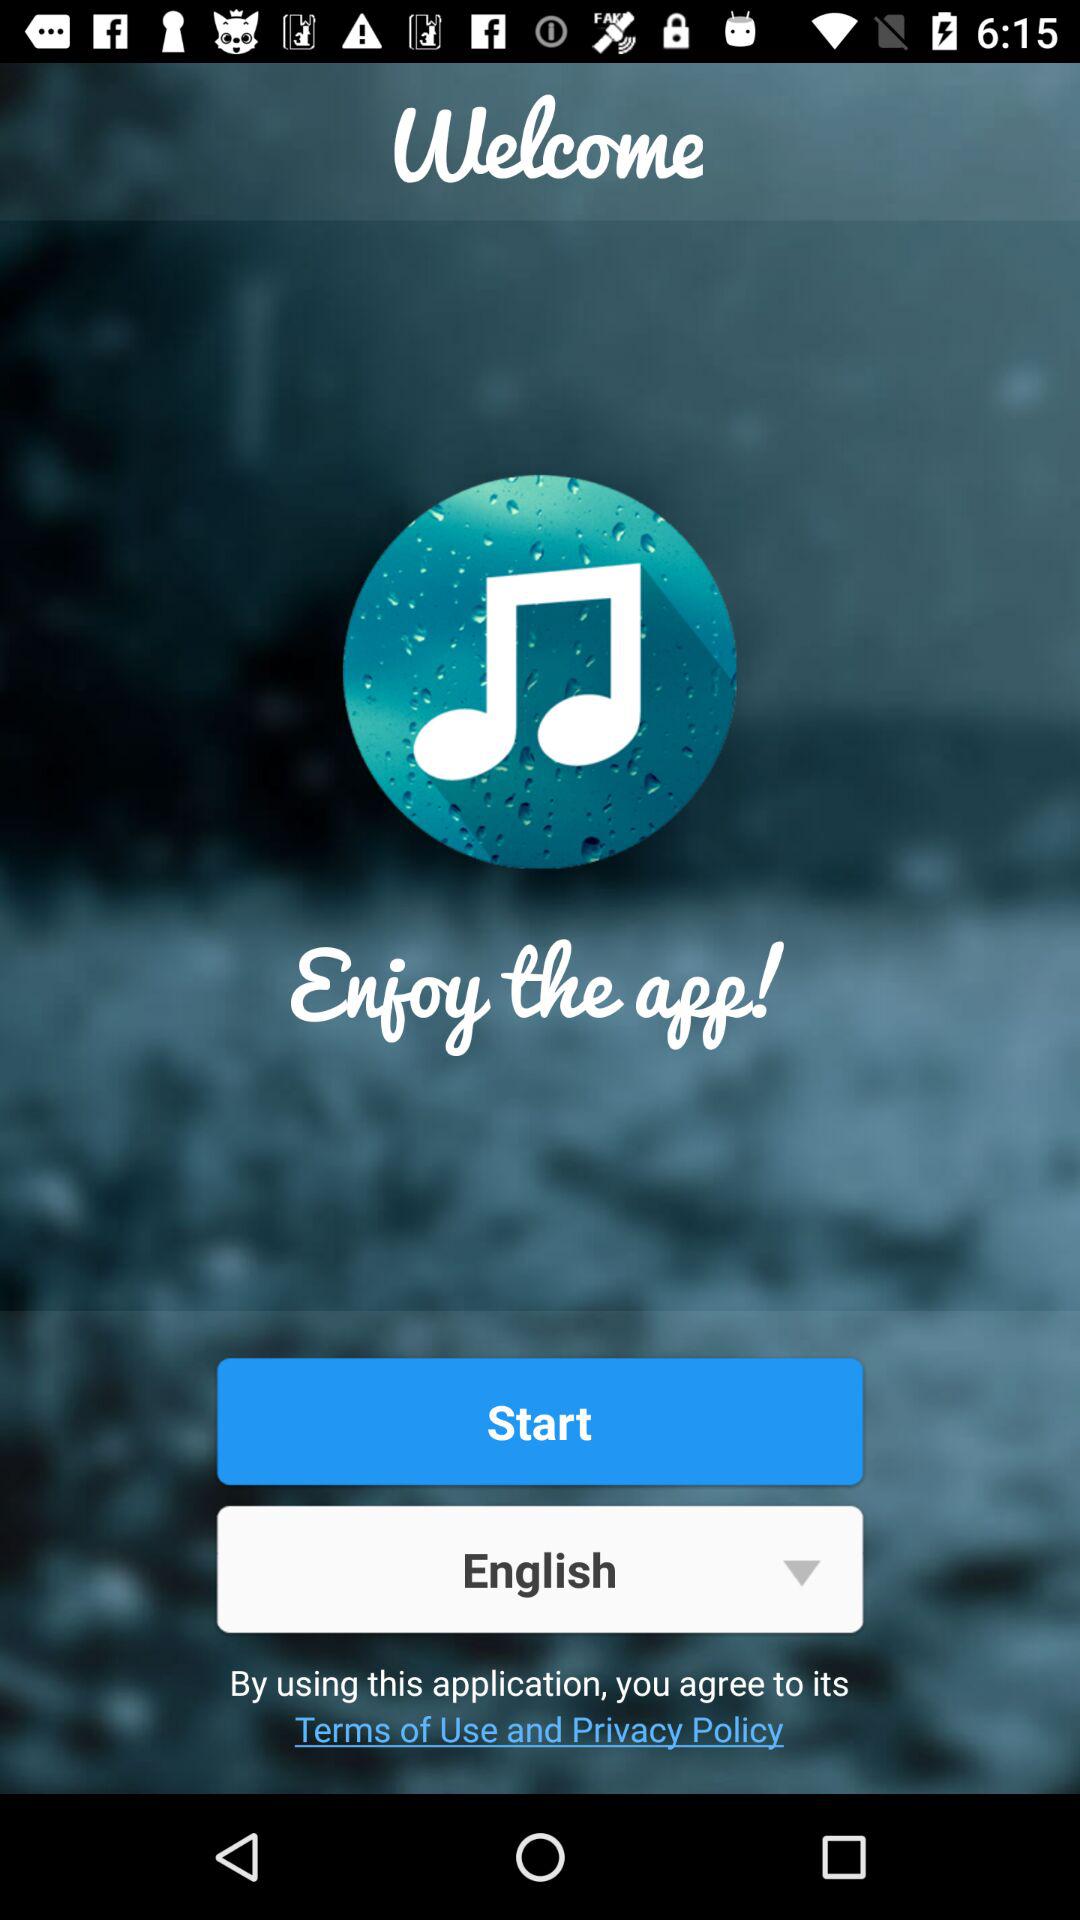 FAKE
6:15
Welcome
Enjoy the app!
Start
English
By using this application, you agree to its
Terms of Use and Privacy Policy